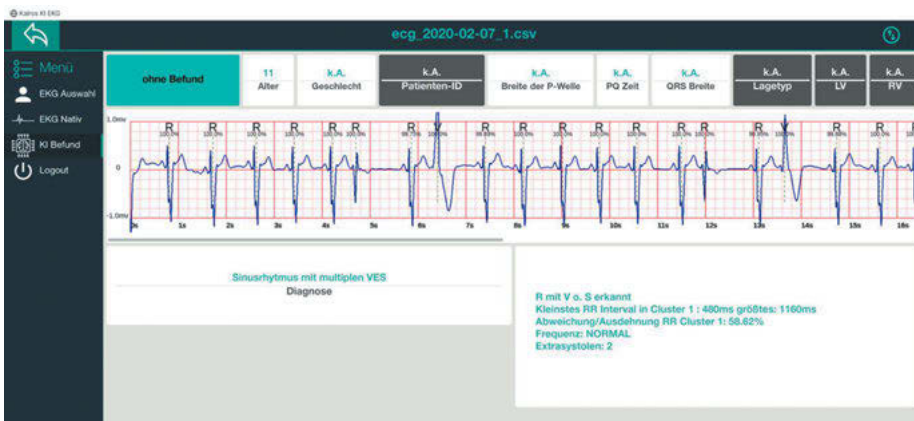 Kairos KI EKG
ecg_2020-02-07_1.csv
Menü
EKG Auswahl
EKG Nativ
KI Befund
Logout
ohne Befund
11
Alter
k.A.
Geschlecht
k.A.
Patienten-ID
k.A.
Breite der P-Welle
k.A.
PQ Zeit
k.A.
QRS Breite
k.A.
Lagetyp
k.A.
LV
k.A.
RV
1.0mv
0
-1.0mv
R R R R R R V R R R R R R R V R R
0s 1s 2s 3s 4s 5s 6s 7s 8s 9s 10s 11s 12s 13s 14s 15s 16s
Sinusrhytmus mit multiplen VES
Diagnose
R mit V o. S erkannt
Kleinstes RR Interval in Cluster 1 : 480ms größtes: 1160ms
Abweichung/Ausdehnung RR Cluster 1: 58.62%
Frequenz: NORMAL
Extrasystolen: 2